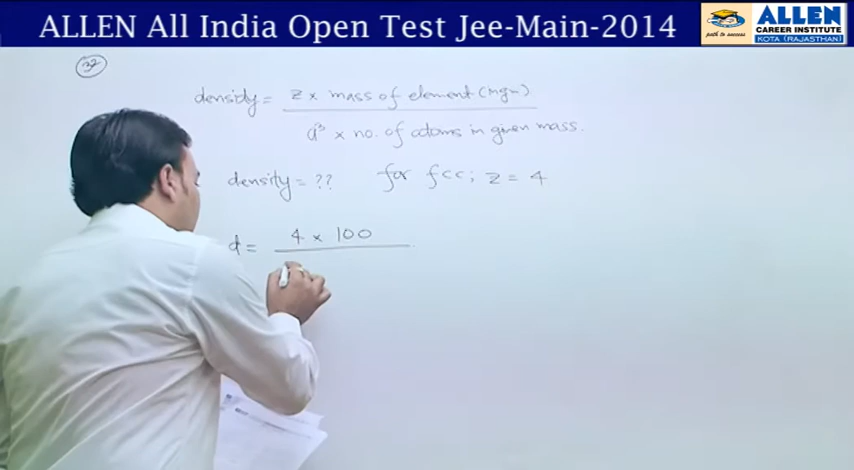 ALLEN All India Open Test Jee-Main-2014
path to success
ALLEN
CAREER INSTITUTE
KOTA (RAJASTHAN)
32
density = z × mass of element (m gm)
a³ × no. of atoms in given mass.
density = ?? for fcc; z = 4
d = 4 × 100